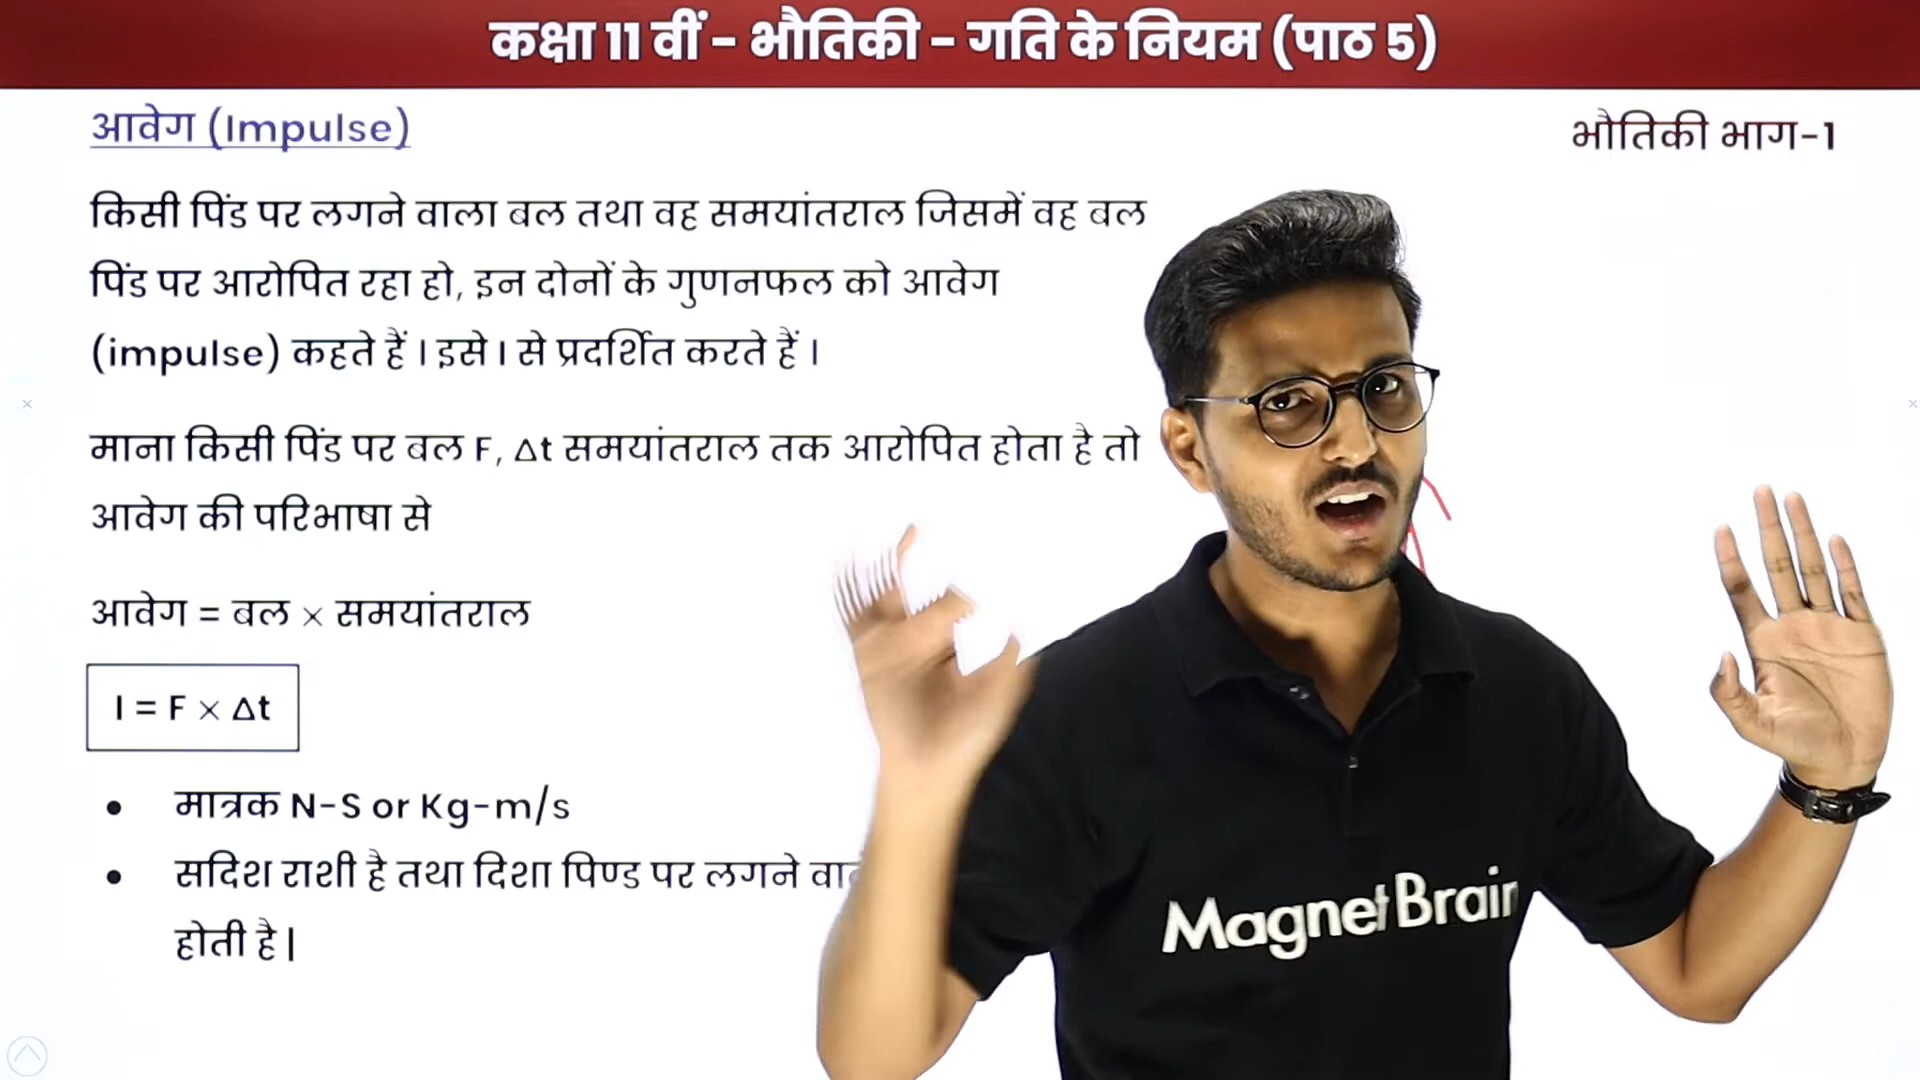 कक्षा 11 वीं - भौतिकी - गति के नियम (पाठ 5)
आवेग (Impulse)
भौतिकी भाग-1
किसी पिंड पर लगने वाला बल तथा वह समयांतराल जिसमें वह बल
पिंड पर आरोपित रहा हो, इन दोनों के गुणनफल को आवेग
(impulse) कहते हैं । इसे I से प्रदर्शित करते हैं ।
माना किसी पिंड पर बल F, Δt समयांतराल तक आरोपित होता है तो
आवेग की परिभाषा से
आवेग = बल × समयांतराल
I = F × Δt
• मात्रक N-S or Kg-m/s
• सदिश राशी है तथा दिशा पिण्ड पर लगने
होती है |
Magnet Brain